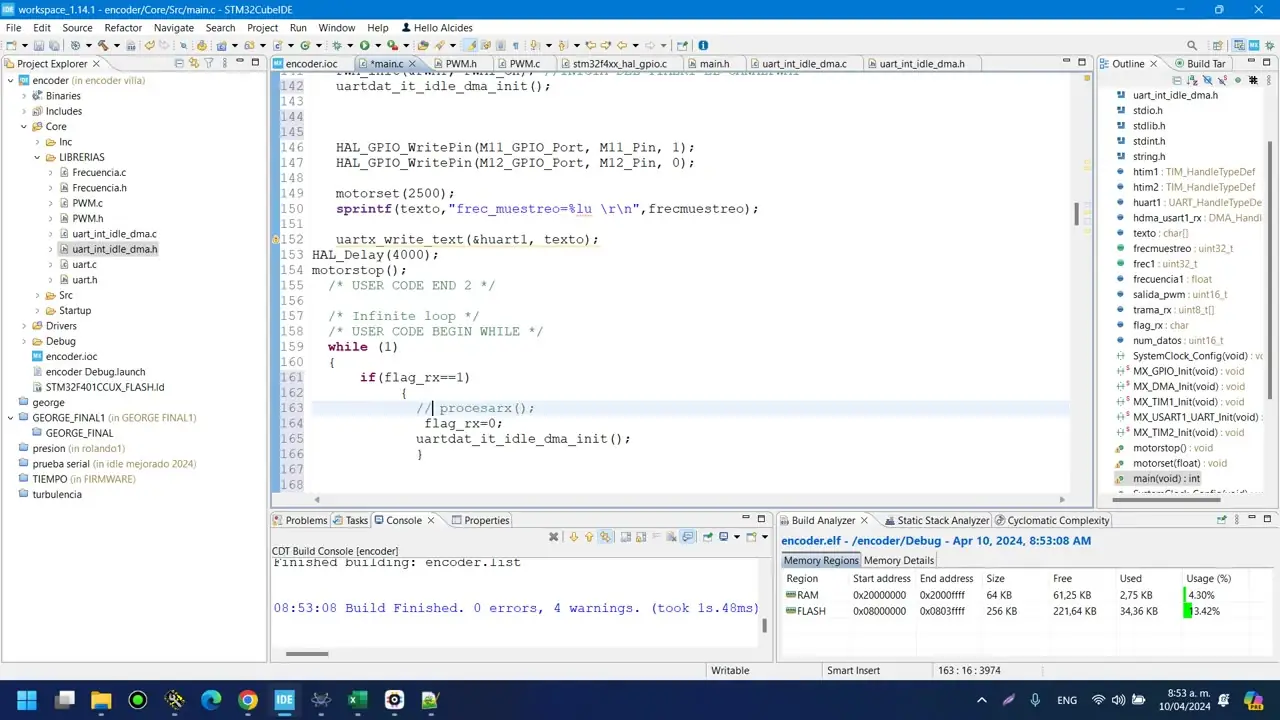 workspace_1.14.1 - encoder/Core/Src/main.c - STM32CubeIDE
File Edit Source Refactor Navigate Search Project Run Window Help Hello Alcides
Project Explorer
encoder (in encoder villa)
Binaries
Includes
Core
Inc
LIBRERIAS
Frecuencia.c
Frecuencia.h
PWM.c
PWM.h
uart_int_idle_dma.c
uart_int_idle_dma.h
uart.c
uart.h
Src
Startup
Drivers
Debug
encoder.ioc
encoder Debug.launch
STM32F401CCUX_FLASH.ld
george
GEORGE_FINAL1 (in GEORGE FINAL1)
GEORGE_FINAL
presion (in rolando1)
prueba serial (in idle mejorado 2024)
TIEMPO (in FIRMWARE)
turbulencia
encoder.ioc *main.c PWM.h PWM.c stm32f4xx_hal_gpio.c main.h uart_int_idle_dma.c uart_int_idle_dma.h
142 uartdat_it_idle_dma_init();
143
144
145
146 HAL_GPIO_WritePin(M11_GPIO_Port, M11_Pin, 1);
147 HAL_GPIO_WritePin(M12_GPIO_Port, M12_Pin, 0);
148
149 motorset(2500);
150 sprintf(texto,"frec_muestreo=%lu \r\n",frecmuestreo);
151
152 uartx_write_text(&huart1, texto);
153 HAL_Delay(4000);
154 motorstop();
155 /* USER CODE END 2 */
156
157 /* Infinite loop */
158 /* USER CODE BEGIN WHILE */
159 while (1)
160 {
161 if(flag_rx==1)
162 {
163 // procesarx();
164 flag_rx=0;
165 uartdat_it_idle_dma_init();
166 }
167
168
Outline Build Tar
uart_int_idle_dma.h
stdio.h
stdlib.h
stdint.h
string.h
htim1 : TIM_HandleTypeDef
htim2 : TIM_HandleTypeDef
huart1 : UART_HandleTypeDe
hdma_usart1_rx : DMA_Handl
texto : char[]
frecmuestreo : uint32_t
frec1 : uint32_t
frecuencia1 : float
salida_pwm : uint16_t
trama_rx : uint8_t[]
flag_rx : char
num_datos : uint16_t
SystemClock_Config(void) : vo
MX_GPIO_Init(void) : void
MX_DMA_Init(void) : void
MX_TIM1_Init(void) : void
MX_USART1_UART_Init(void) :
MX_TIM2_Init(void) : void
motorstop() : void
motorset(float) : void
main(void) : int
Problems Tasks Console Properties
CDT Build Console [encoder]
Finished building: encoder.list
08:53:08 Build Finished. 0 errors, 4 warnings. (took 1s.48ms)
Build Analyzer Static Stack Analyzer Cyclomatic Complexity
encoder.elf - /encoder/Debug - Apr 10, 2024, 8:53:08 AM
Memory Regions Memory Details
Region Start address End address Size Free Used Usage (%)
RAM 0x20000000 0x2000ffff 64 KB 61,25 KB 2,75 KB 4.30%
FLASH 0x08000000 0x0803ffff 256 KB 221,64 KB 34,36 KB 13.42%
Writable Smart Insert 163 : 16 : 3974
IDE ENG 8:53 a. m.
10/04/2024